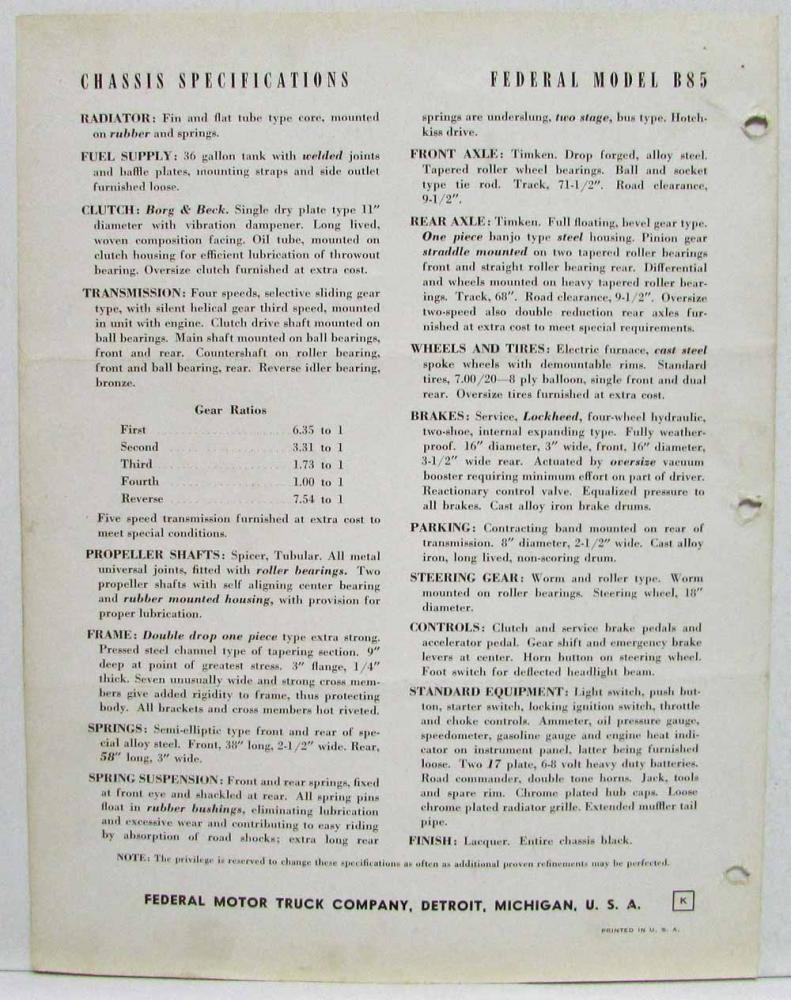 CHASSIS SPECIFICATIONS
FEDERAL MODEL B85
RADIATOR: Fin and flat tube type core, mounted
on rubber and springs.
FUEL SUPPLY: 36 gallon tank with welded joints
and baffle plates, mounting straps and side outlet
furnished loose.
CLUTCH: Borg & Beck. Single dry plate type 11"
diameter with vibration dampener. Long lived,
woven composition facing. Oil tube, mounted on
clutch housing for efficient lubrication of throwout
bearing. Oversize clutch furnished at extra cost.
TRANSMISSION: Four speeds, selective sliding gear
type, with silent helical gear third speed, mounted
in unit with engine. Clutch drive shaft mounted on
ball bearings. Main shaft mounted on ball bearings,
front and rear. Countershaft on roller bearing,
front and ball bearing, rear. Reverse idler bearing,
bronze.
Gear Ratios
First 6.35 to 1
Second 3.31 to 1
Third 1.73 to 1
Fourth 1.00 to 1
Reverse 7.54 to 1
Five speed transmission furnished at extra cost to
meet special conditions.
PROPELLER SHAFTS: Spicer, Tubular. All metal
universal joints, fitted with roller bearings. Two
propeller shafts with self aligning center bearing
and rubber mounted housing, with provision for
proper lubrication.
FRAME: Double drop one piece type extra strong.
Pressed steel channel type of tapering section. 9"
deep at point of greatest stress. 3" flange, 1/4"
thick. Seven unusually wide and strong cross mem-
bers give added rigidity to frame, thus protecting
body. All brackets and cross members hot riveted.
SPRINGS: Semi-elliptic type front and rear of spe-
cial alloy steel. Front, 38" long, 2-1/2" wide. Rear,
58" long, 3" wide.
SPRING SUSPENSION: Front and rear springs, fixed
at front eye and shackled at rear. All spring pins
float in rubber bushings, eliminating lubrication
and excessive wear and contributing to easy riding
by absorption of road shocks; extra long rear
springs are underslung, two stage, bus type. Hotch-
kiss drive.
FRONT AXLE: Timken. Drop forged, alloy steel.
Tapered roller wheel bearings. Ball and socket
type tie rod. Track, 71-1/2". Road clearance,
9-1/2".
REAR AXLE: Timken. Full floating, bevel gear type.
One piece banjo type steel housing. Pinion gear
straddle mounted on two tapered roller bearings
front and straight roller bearing rear. Differential
and wheels mounted on heavy tapered roller bear-
ings. Track, 68". Road clearance, 9-1/2". Oversize
two-speed also double reduction rear axles fur-
nished at extra cost to meet special requirements.
WHEELS AND TIRES: Electric furnace, cast steel
spoke wheels with demountable rims. Standard
tires, 7.00/20—8 ply balloon, single front and dual
rear. Oversize tires furnished at extra cost.
BRAKES: Service, Lockheed, four-wheel hydraulic,
two-shoe, internal expanding type. Fully weather-
proof. 16" diameter, 3" wide, front, 16" diameter,
3-1/2" wide rear. Actuated by oversize vacuum
booster requiring minimum effort on part of driver.
Reactionary control valve. Equalized pressure to
all brakes. Cast alloy iron brake drums.
PARKING: Contracting band mounted on rear of
transmission. 8" diameter, 2-1/2" wide. Cast alloy
iron, long lived, non-scoring drum.
STEERING GEAR: Worm and roller type. Worm
mounted on roller bearings. Steering wheel, 18"
diameter.
CONTROLS: Clutch and service brake pedals and
accelerator pedal. Gear shift and emergency brake
levers at center. Horn button on steering wheel.
Foot switch for deflected headlight beam.
STANDARD EQUIPMENT: Light switch, push but-
ton, starter switch, locking ignition switch, throttle
and choke controls. Ammeter, oil pressure gauge,
speedometer, gasoline gauge and engine heat indi-
cator on instrument panel, latter being furnished
loose. Two 17 plate, 6-8 volt heavy duty batteries.
Road commander, double tone horns. Jack, tools
and spare rim. Chrome plated hub caps. Loose
chrome plated radiator grille. Extended muffler tail
pipe.
FINISH: Lacquer. Entire chassis black.
NOTE: The privilege is reserved to change these specifications as often as additional proven refinements may be perfected.
FEDERAL MOTOR TRUCK COMPANY, DETROIT, MICHIGAN, U. S. A.
K
PRINTED IN U. S. A.